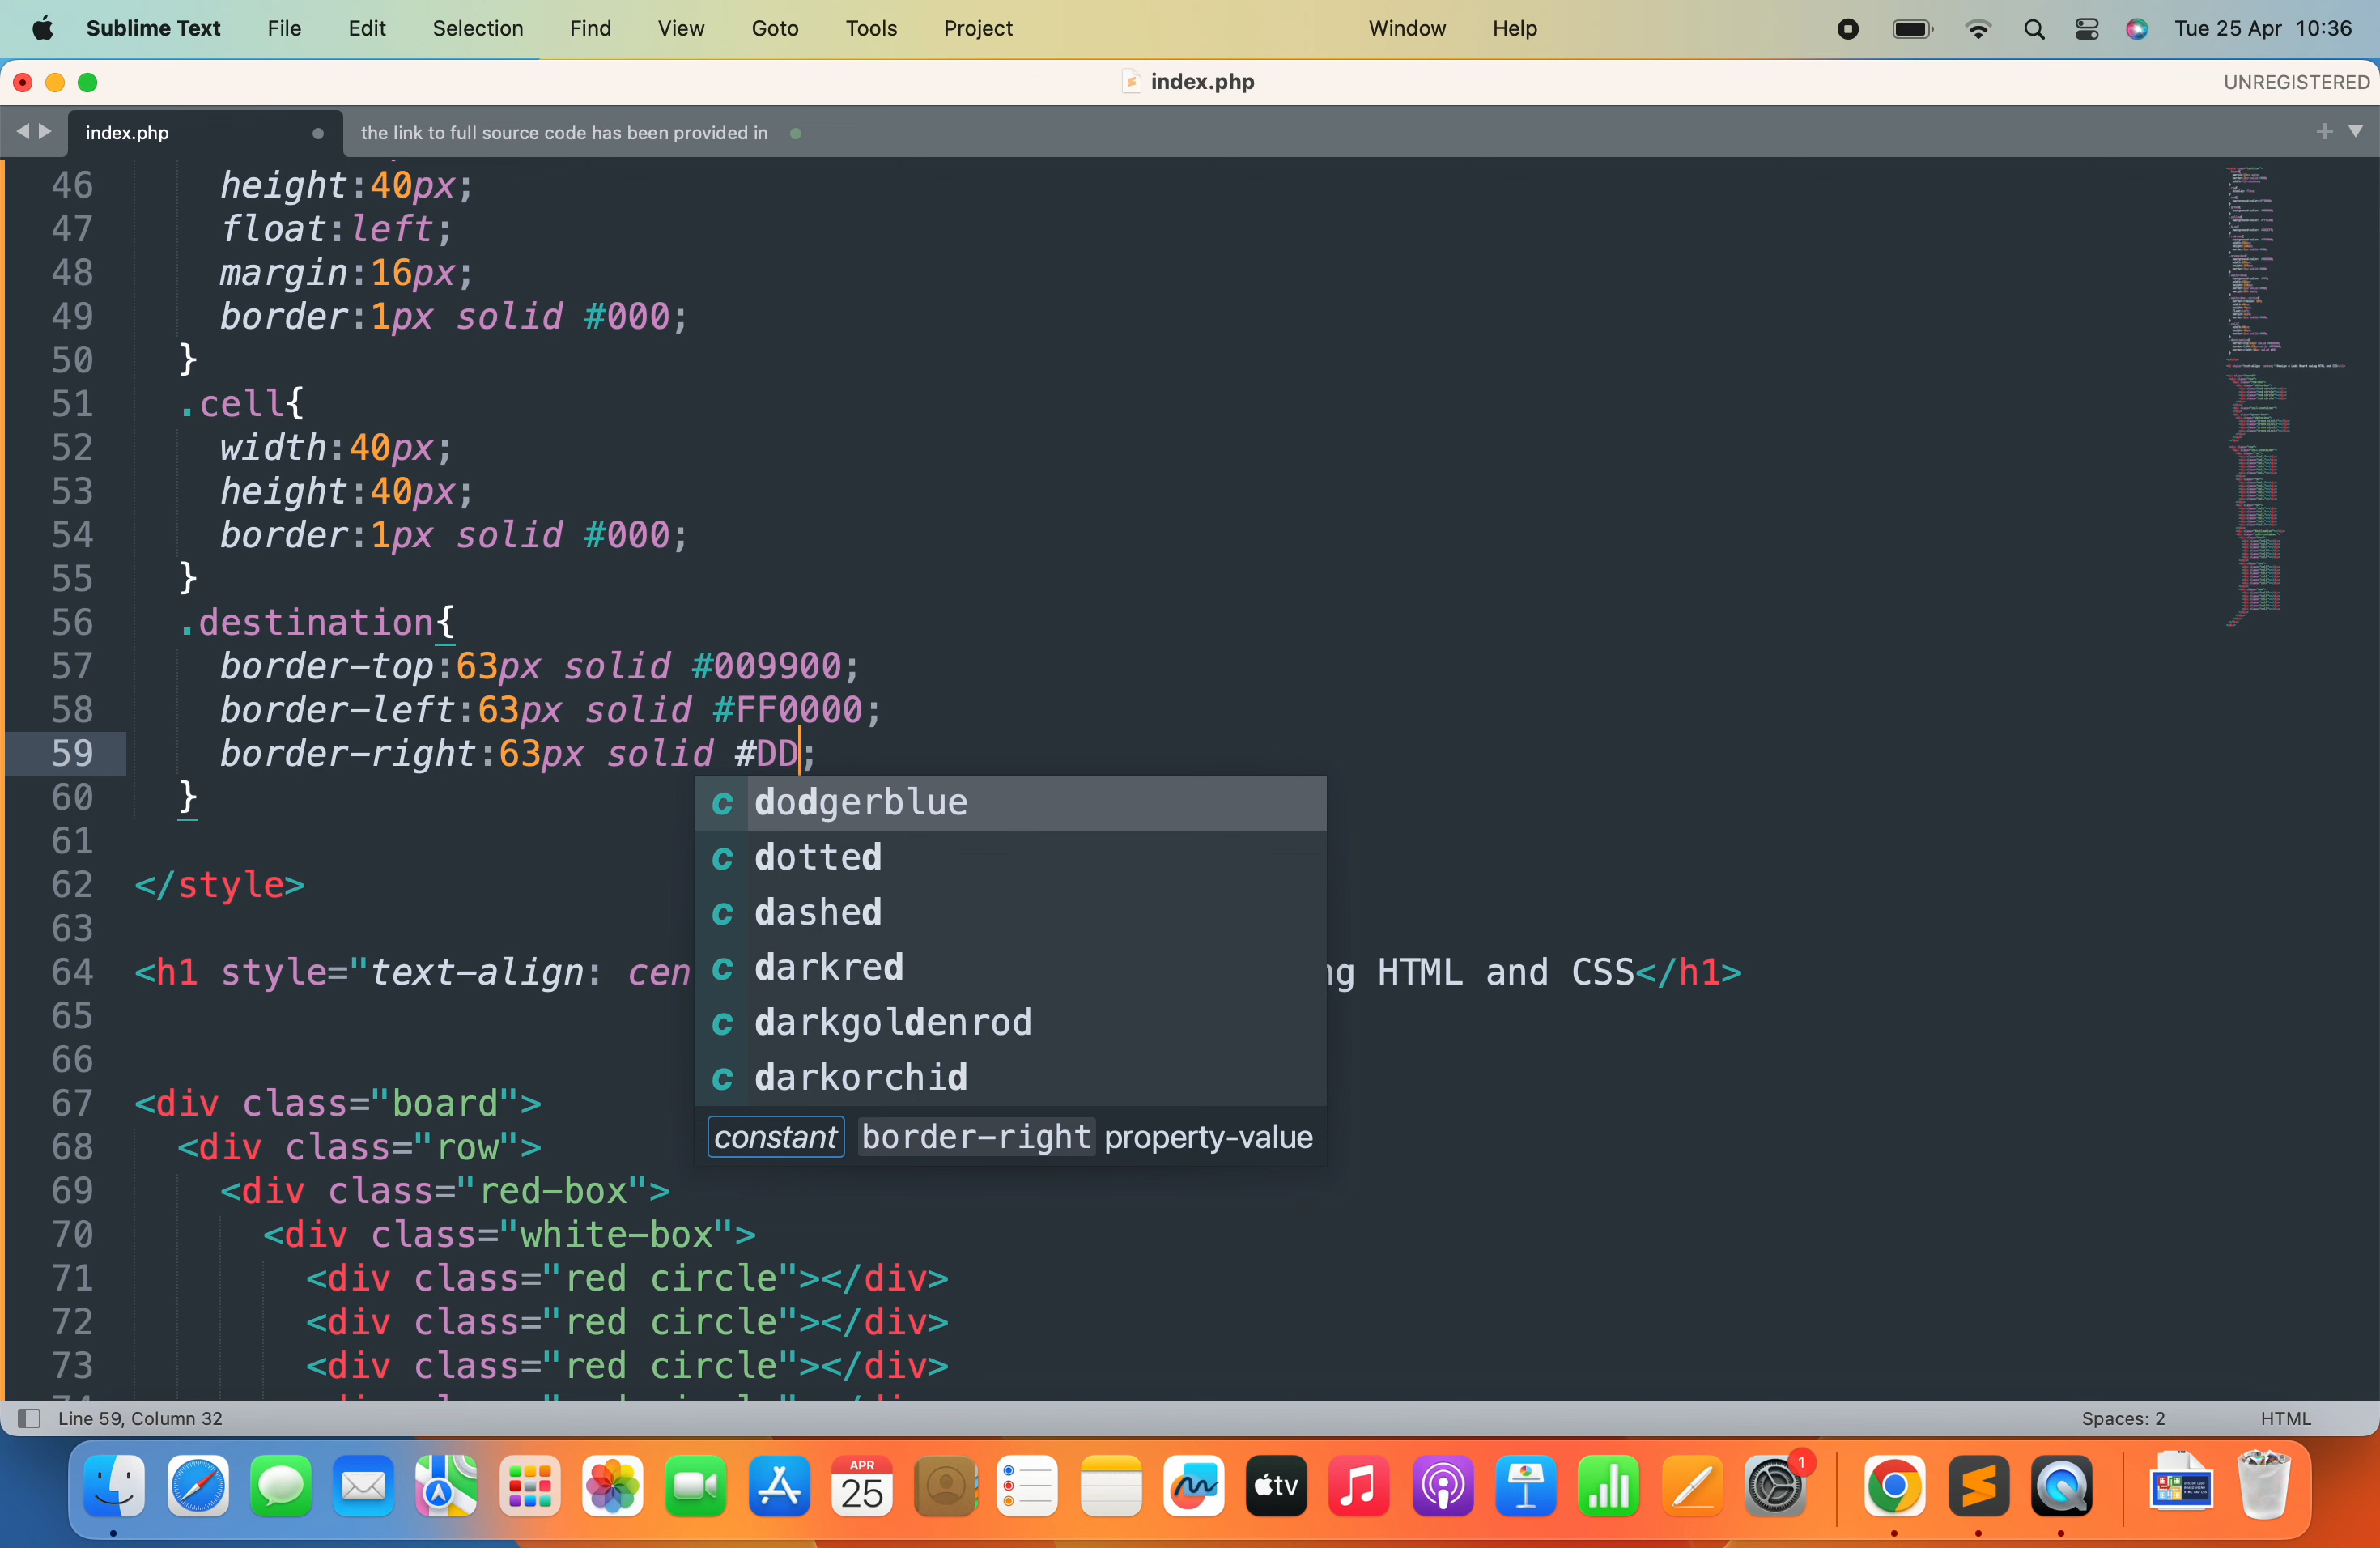 Sublime Text File Edit Selection Find View Goto Tools Project Window Help Tue 25 Apr 10:36
index.php UNREGISTERED
index.php the link to full source code has been provided in
46 height:40px;
47 float:left;
48 margin:16px;
49 border:1px solid #000;
50 }
51 .cell{
52 width:40px;
53 height:40px;
54 border:1px solid #000;
55 }
56 .destination{
57 border-top:63px solid #009900;
58 border-left:63px solid #FF0000;
59 border-right:63px solid #DD;
60 }
c dodgerblue
61
c dotted
62 </style>
c dashed
63
64 <h1 style="text-align: cen
c darkred
ng HTML and CSS</h1>
65
c darkgoldenrod
66
c darkorchid
67 <div class="board">
constant border-right property-value
68 <div class="row">
69 <div class="red-box">
70 <div class="white-box">
71 <div class="red circle"></div>
72 <div class="red circle"></div>
73 <div class="red circle"></div>
Line 59, Column 32 Spaces: 2 HTML
APR
25
tv
1